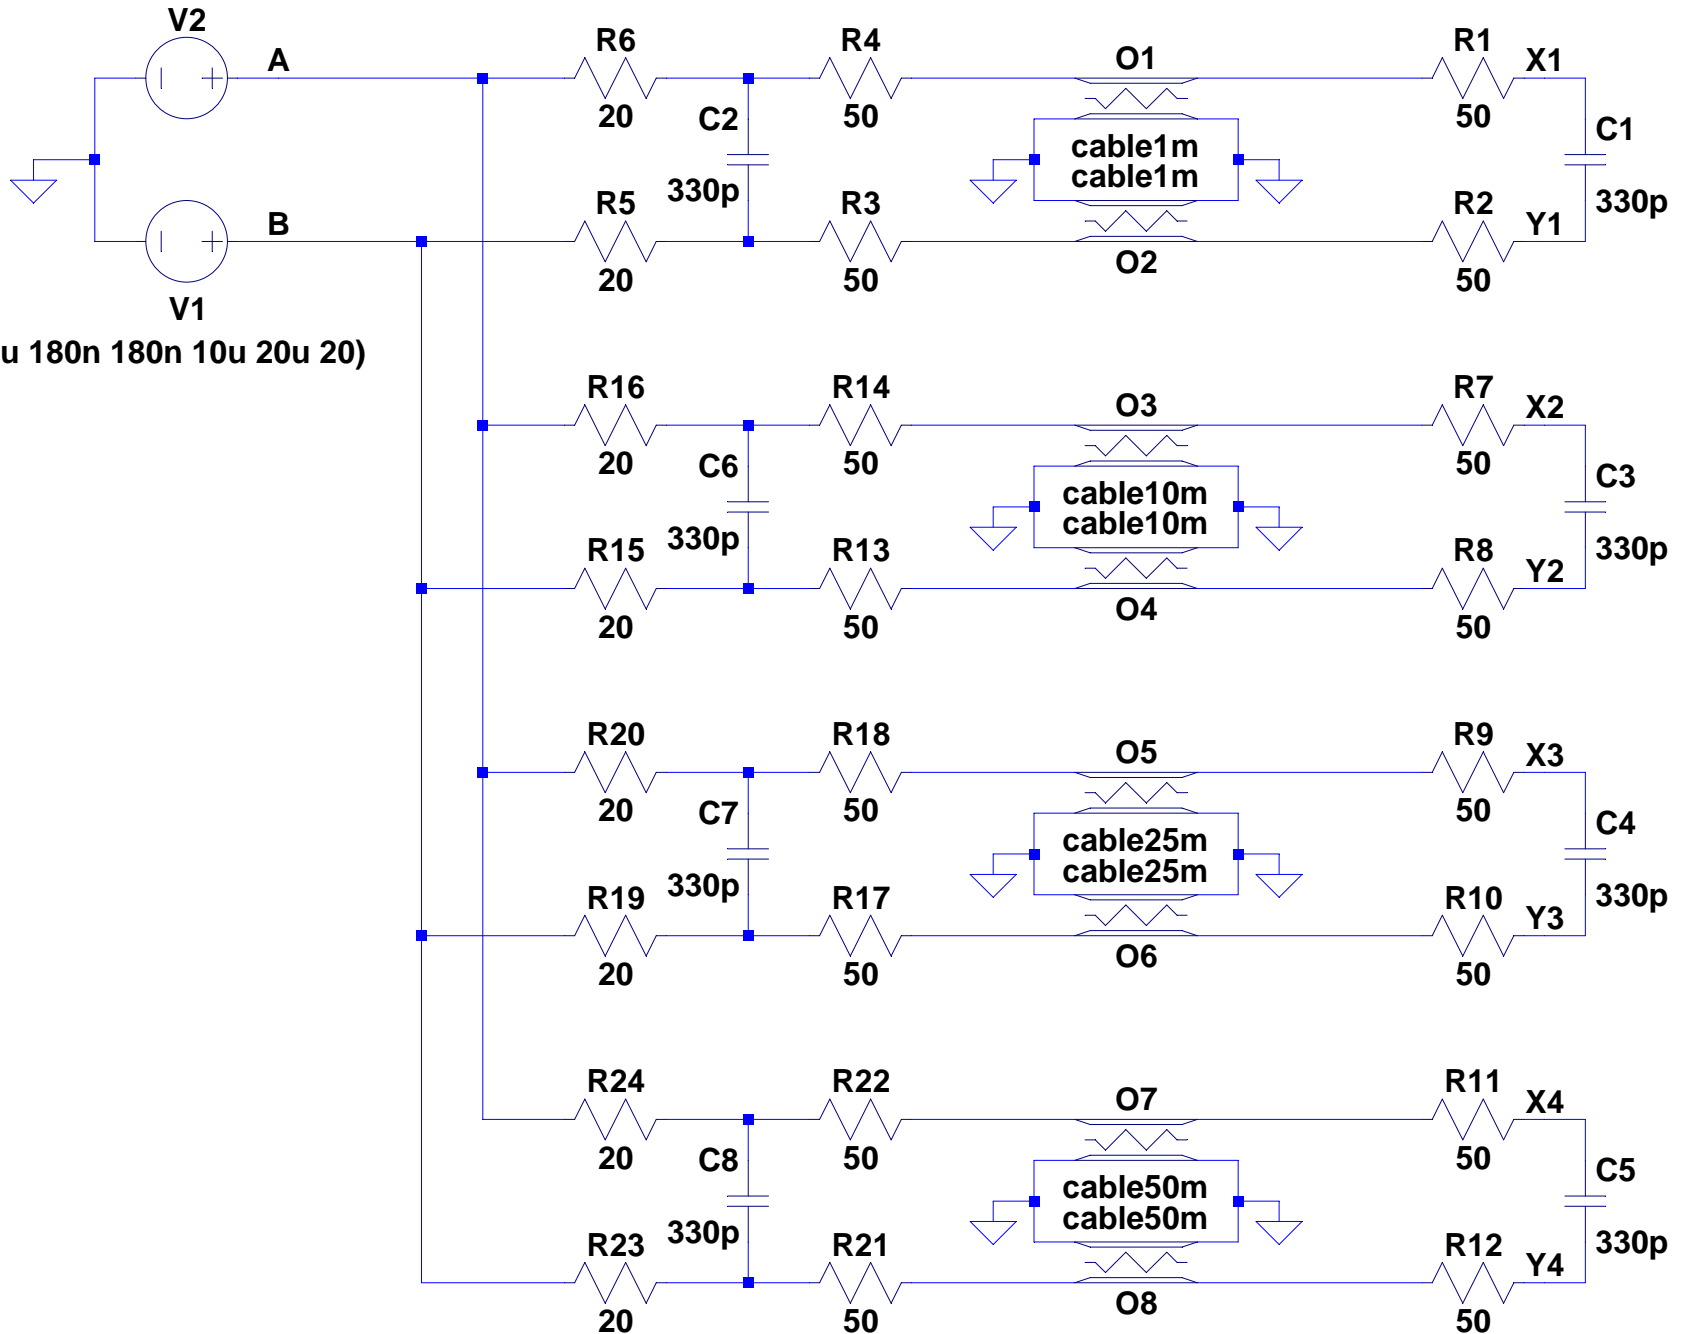 V2
A
R6
20
C2
330p
R4
50
O1
cable1m
cable1m
R1
50
X1
C1
330p
B
V1
u 180n 180n 10u 20u 20)
R5
20
R3
50
O2
R2
50
Y1
R16
20
C6
330p
R14
50
O3
cable10m
cable10m
R7
50
X2
C3
330p
R15
20
R13
50
O4
R8
50
Y2
R20
20
C7
330p
R18
50
O5
cable25m
cable25m
R9
50
X3
C4
330p
R19
20
R17
50
O6
R10
50
Y3
R24
20
C8
330p
R22
50
O7
cable50m
cable50m
R11
50
X4
C5
330p
R23
20
R21
50
O8
R12
50
Y4